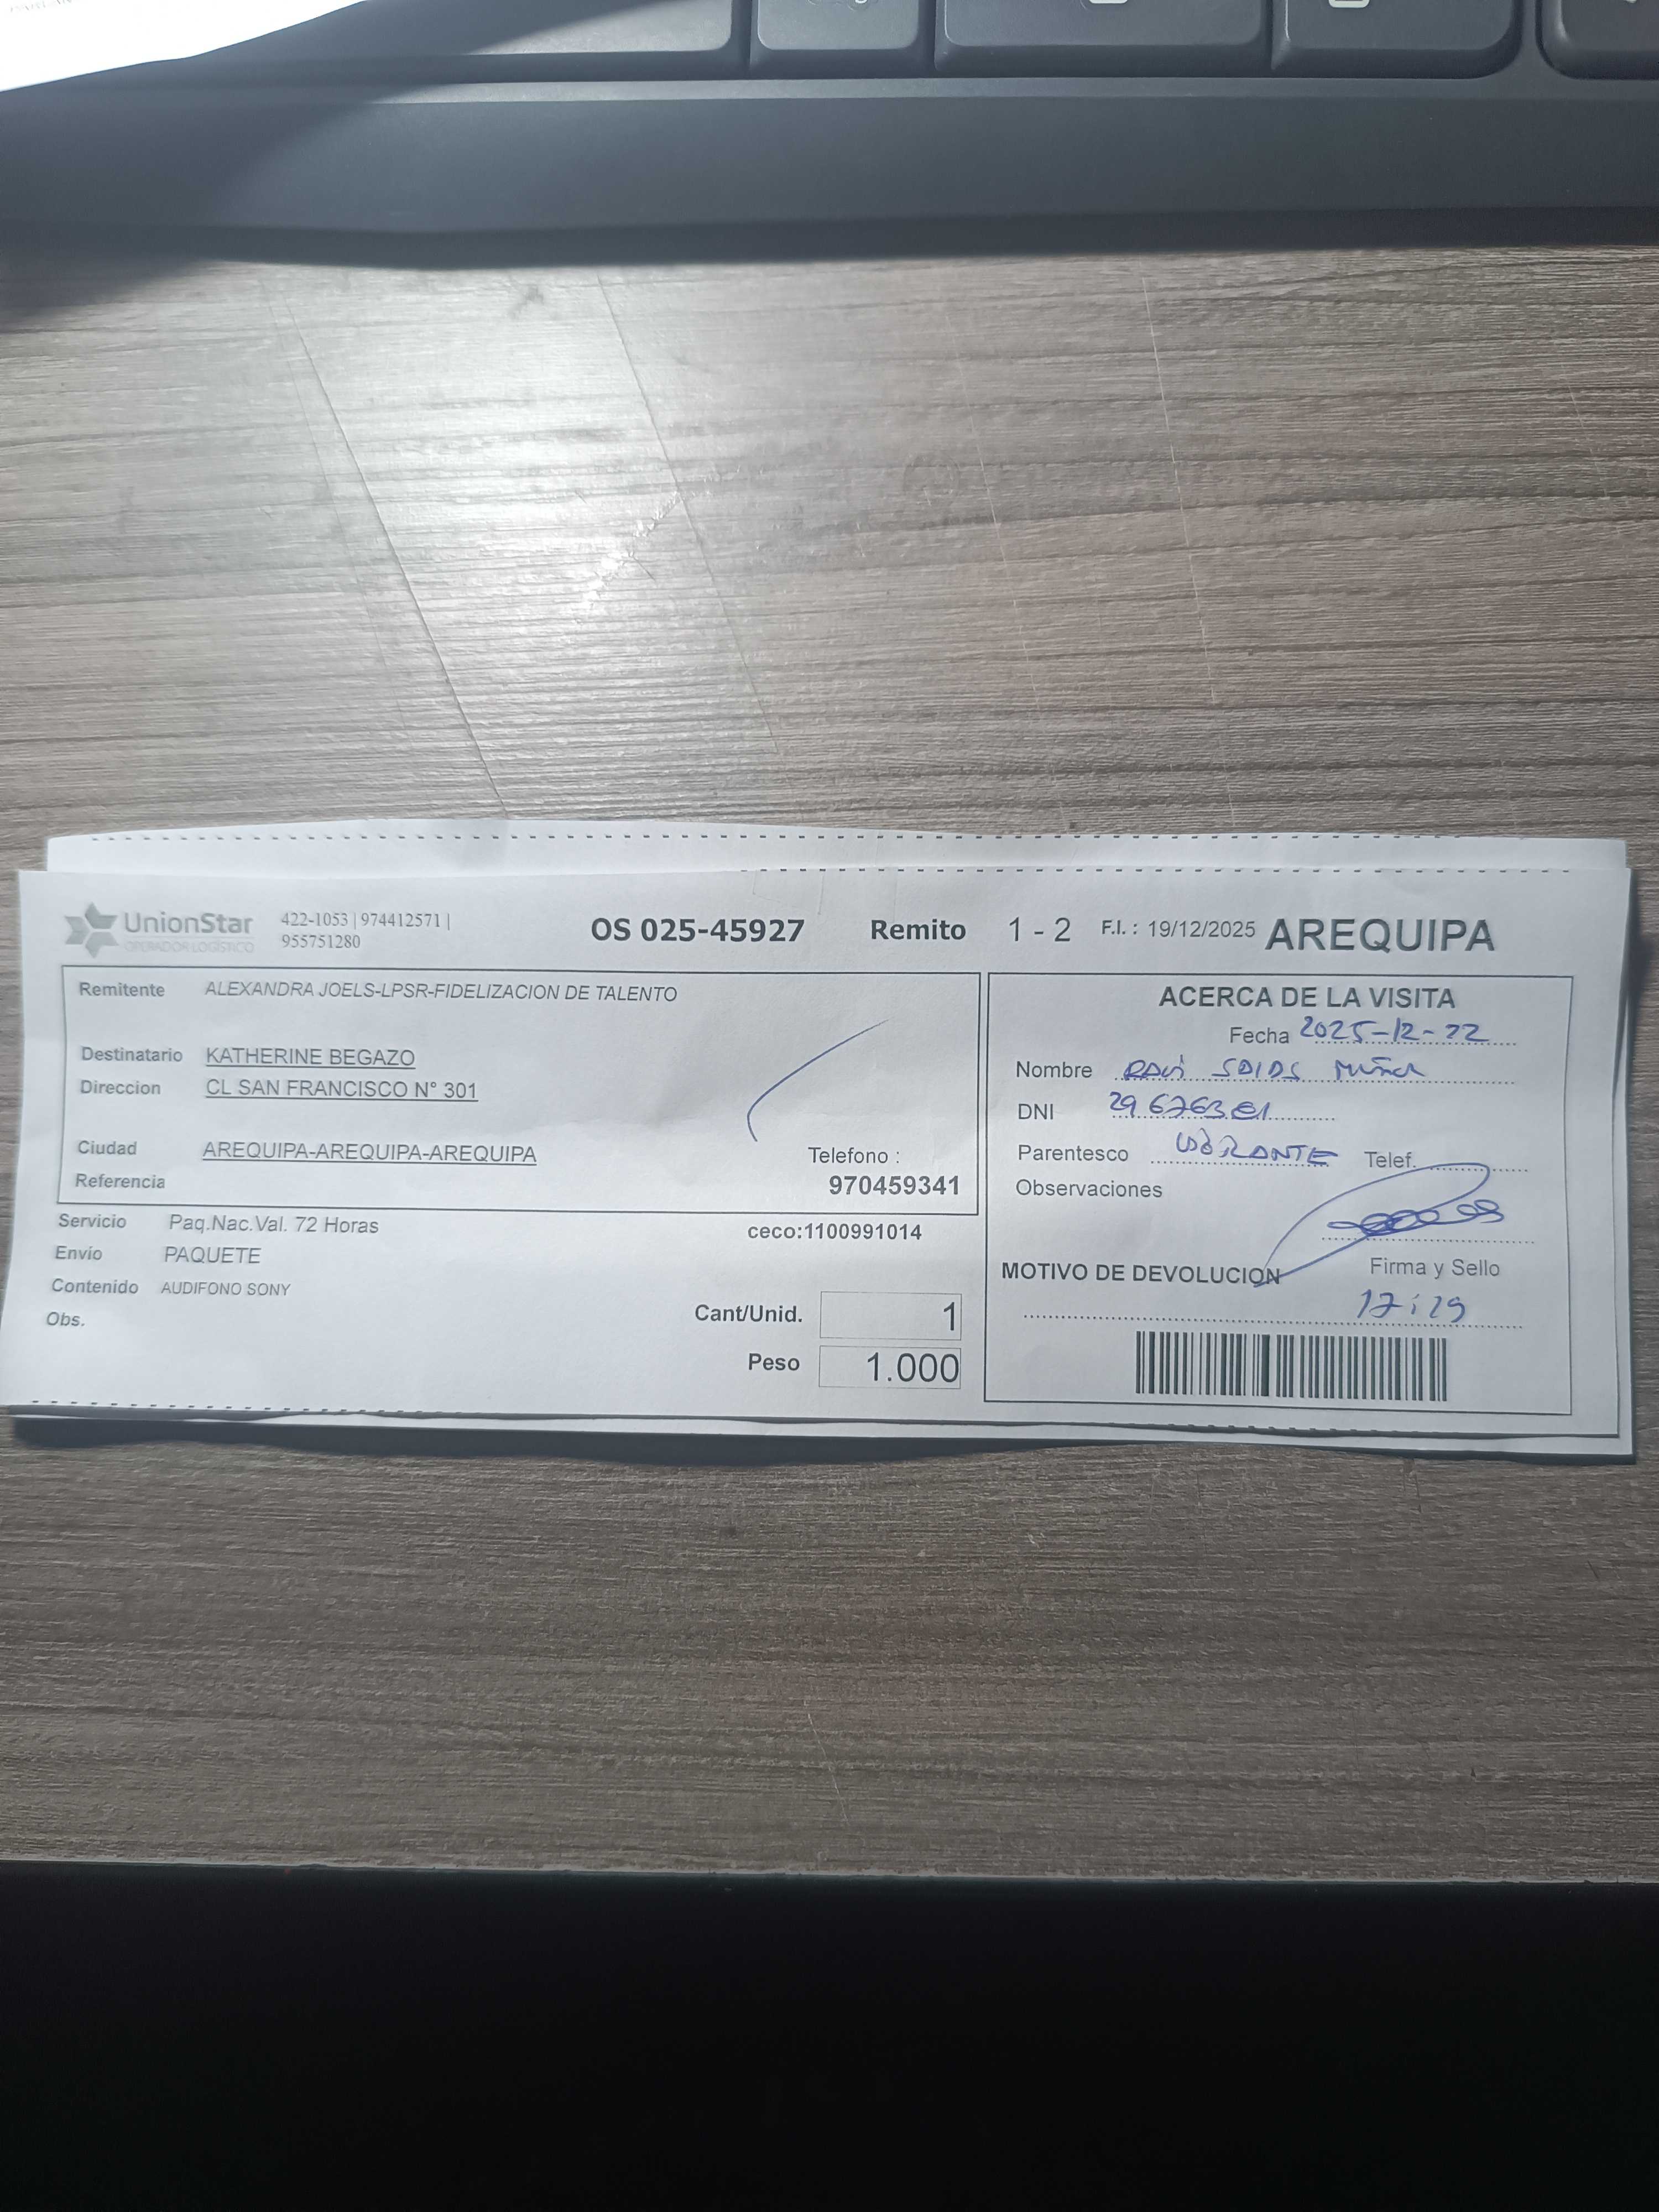 UnionStar
OPERADOR LOGISTICO
422-1053 | 974412571 |
955751280
OS 025-45927 Remito 1 - 2 F.I. : 19/12/2025 AREQUIPA
Remitente ALEXANDRA JOELS-LPSR-FIDELIZACION DE TALENTO
Destinatario KATHERINE BEGAZO
Direccion CL SAN FRANCISCO N° 301
Ciudad AREQUIPA-AREQUIPA-AREQUIPA
Telefono :
Referencia
970459341
Servicio Paq.Nac.Val. 72 Horas
ceco:1100991014
Envío PAQUETE
Contenido AUDIFONO SONY
Obs.
Cant/Unid. 1
Peso 1.000
ACERCA DE LA VISITA
Fecha 2025-12-22
Nombre
DNI
Parentesco Telef.
Observaciones
Firma y Sello
MOTIVO DE DEVOLUCION
17:19